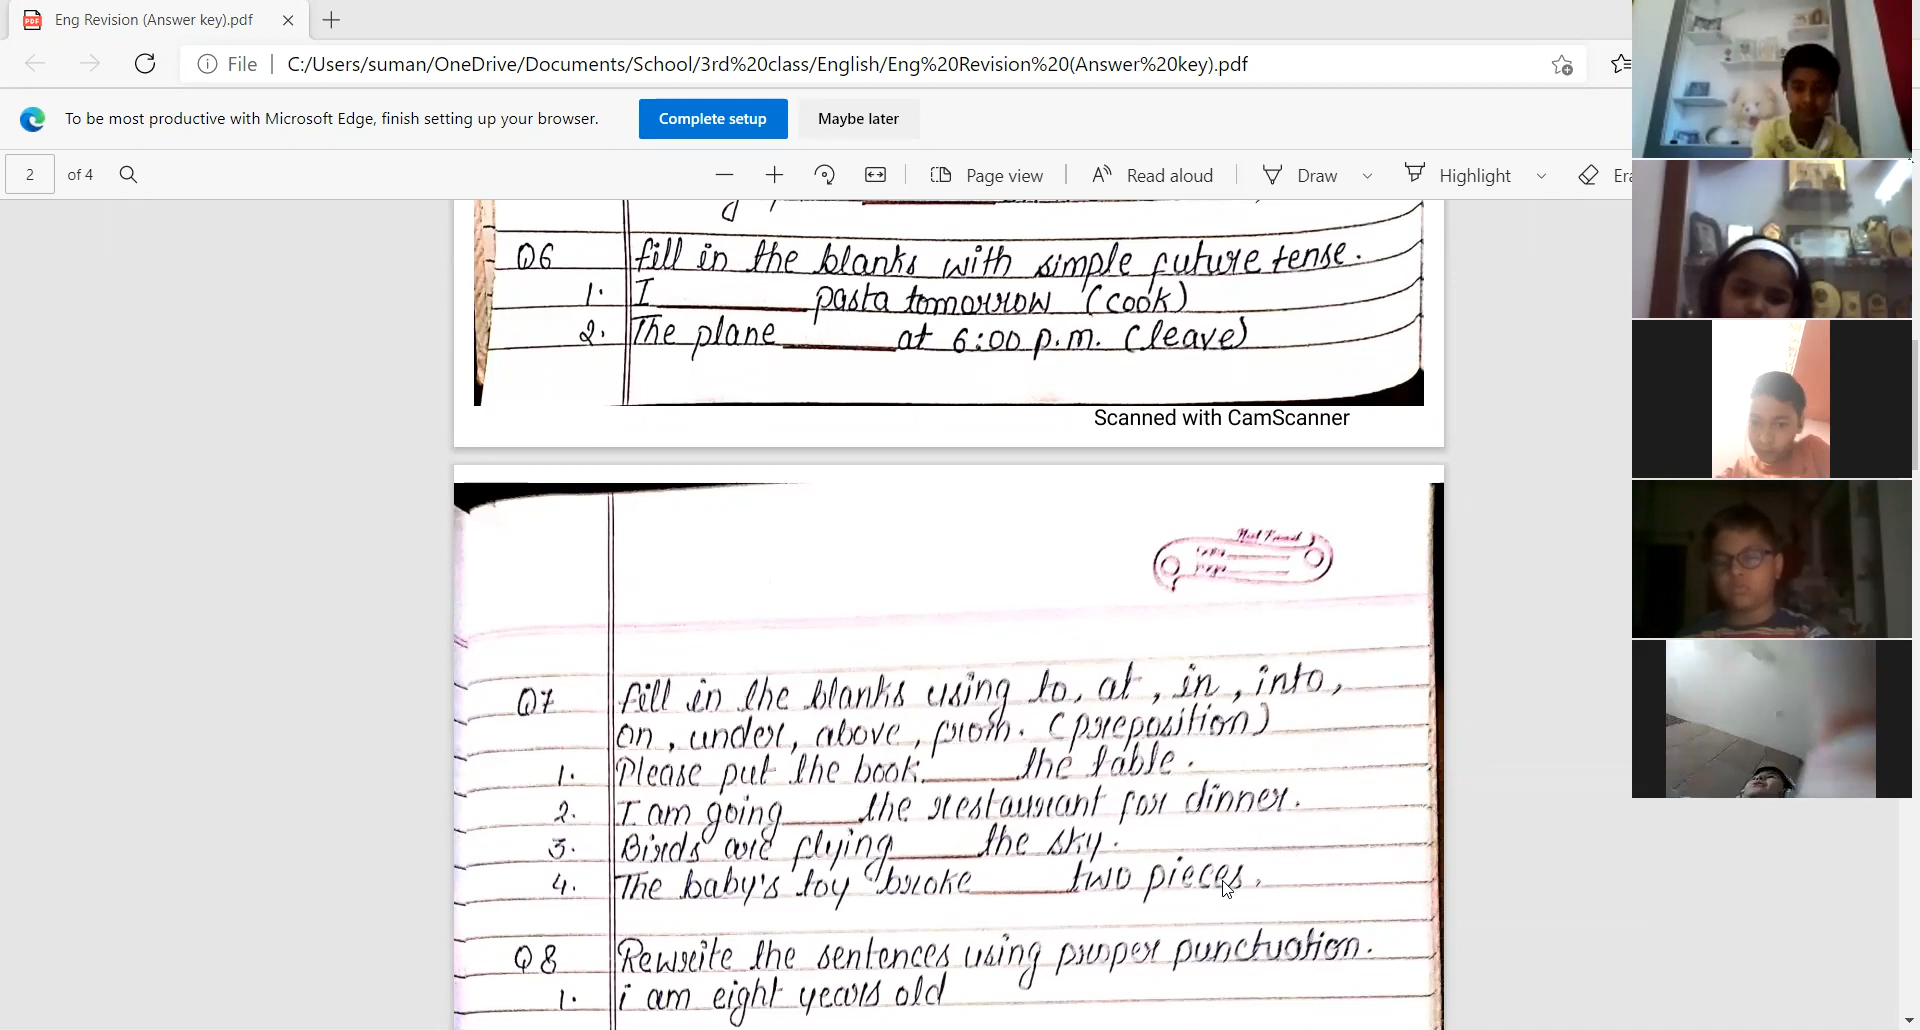 Eng Revision (Answer key).pdf
File
C:/Users/suman/OneDrive/Documents/School/3rd%20class/English/Eng%20Revision%20(Answer%20key).pdf
To be most productive with Microsoft Edge, finish setting up your browser.
Complete setup
Maybe later
2 of 4
Page view
Read aloud
Draw
Highlight
Era
Q6 Fill in the blanks with simple future tense.
1. I ______ pasta tomorrow (cook)
2. The plane ______ at 6:00 p.m. (leave)
Scanned with CamScanner
Q7 Fill in the blanks using to, at, in, into,
on, under, above, from. (preposition)
1. Please put the book ______ the table.
2. I am going ______ the restaurant for dinner.
3. Birds are flying ______ the sky.
4. The baby's toy broke ______ two pieces.
Q8 Rewrite the sentences using proper punctuation.
1. i am eight years old